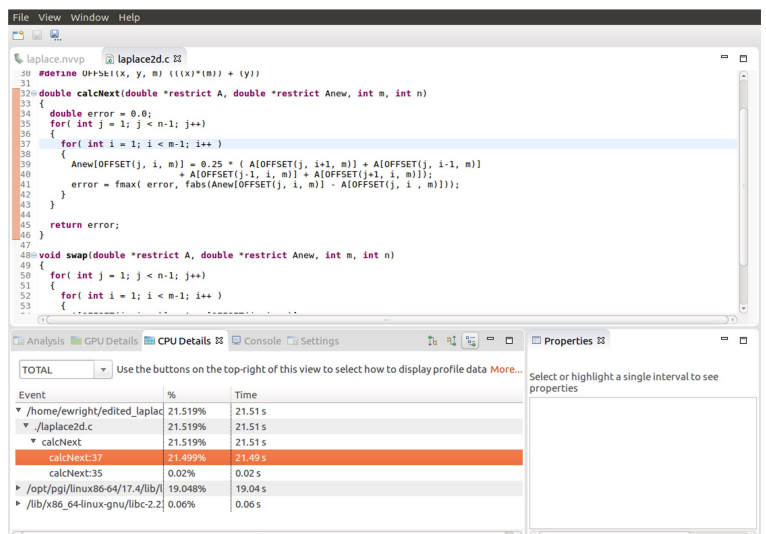 File View Window Help
laplace.nvvp laplace2d.c
30 #define OFFSET(x, y, m) (((x)*(m)) + (y))
31
32 double calcNext(double *restrict A, double *restrict Anew, int m, int n)
33 {
34 double error = 0.0;
35 for( int j = 1; j < n-1; j++)
36 {
37 for( int i = 1; i < m-1; i++ )
38 {
39 Anew[OFFSET(j, i, m)] = 0.25 * ( A[OFFSET(j, i+1, m)] + A[OFFSET(j, i-1, m)]
40 + A[OFFSET(j-1, i, m)] + A[OFFSET(j+1, i, m)]);
41 error = fmax( error, fabs(Anew[OFFSET(j, i, m)] - A[OFFSET(j, i , m)]));
42 }
43 }
44
45 return error;
46 }
47
48 void swap(double *restrict A, double *restrict Anew, int m, int n)
49 {
50 for( int j = 1; j < n-1; j++)
51 {
52 for( int i = 1; i < m-1; i++ )
53 {
Analysis GPU Details CPU Details Console Settings
TOTAL Use the buttons on the top-right of this view to select how to display profile data More...
Event % Time
/home/ewright/edited_laplac 21.519% 21.51 s
./laplace2d.c 21.519% 21.51 s
calcNext 21.519% 21.51 s
calcNext:37 21.499% 21.49 s
calcNext:35 0.02% 0.02 s
/opt/pgi/linux86-64/17.4/lib/l 19.048% 19.04 s
/lib/x86_64-linux-gnu/libc-2.2 0.06% 0.06 s
Properties
Select or highlight a single interval to see
properties